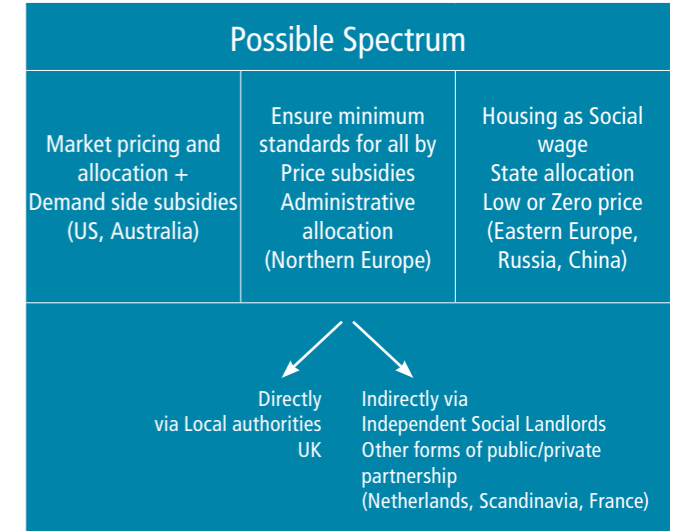 Possible Spectrum
Market pricing and
allocation +
Demand side subsidies
(US, Australia)
Ensure minimum
standards for all by
Price subsidies
Administrative
allocation
(Northern Europe)
Housing as Social
wage
State allocation
Low or Zero price
(Eastern Europe,
Russia, China)
Directly
via Local authorities
UK
Indirectly via
Independent Social Landlords
Other forms of public/private
partnership
(Netherlands, Scandinavia, France)